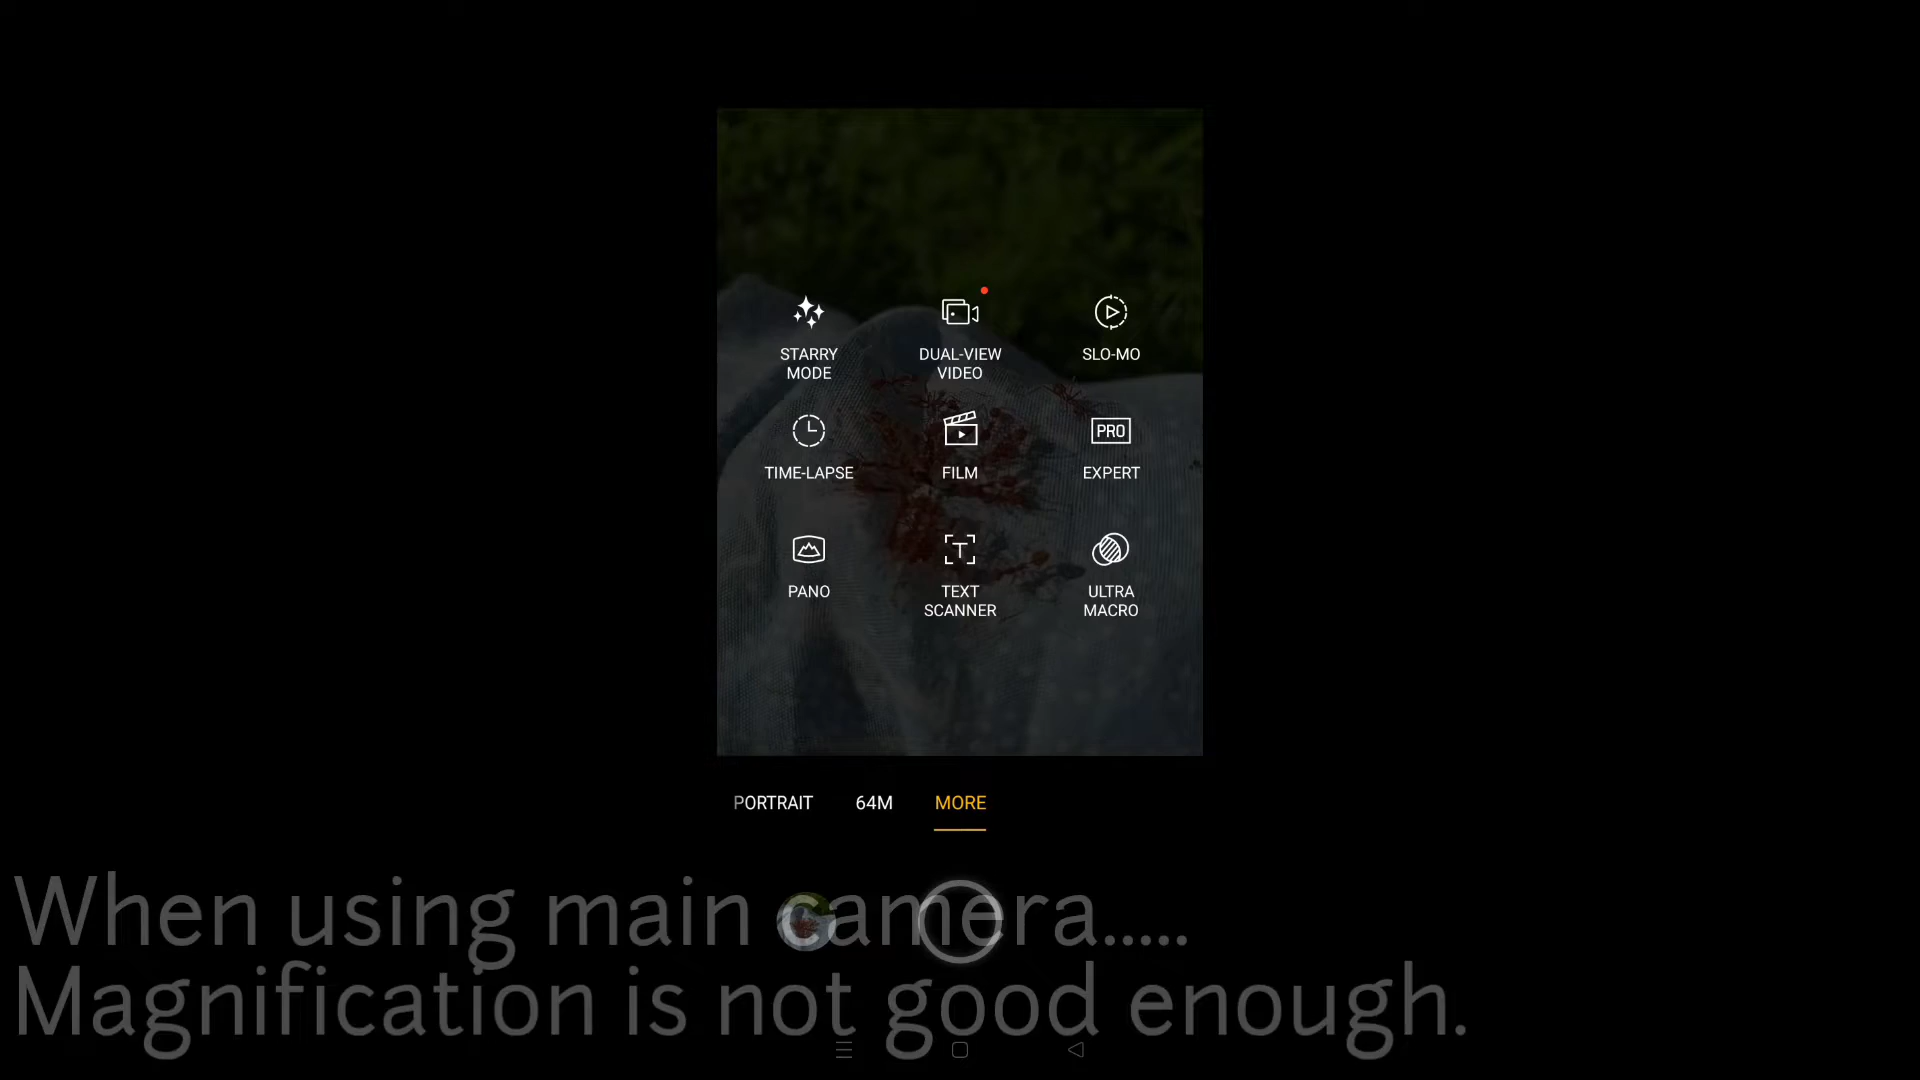 STARRY
MODE
DUAL-VIEW
VIDEO
SLO-MO
TIME-LAPSE
FILM
PRO
EXPERT
PANO
T
TEXT
SCANNER
ULTRA
MACRO
PORTRAIT
64M
MORE
When using main camera.....
Magnification is not good enough.